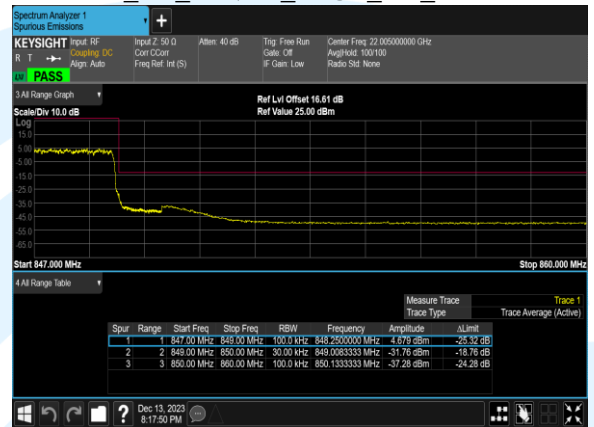 Spectrum Analyzer 1
Spurious Emissions
KEYSIGHT Input: RF Input Z: 50 Ω Atten: 40 dB Trig: Free Run Center Freq: 22.005000000 GHz
R T Coupling: DC Corr CCorr Gate: Off Avg|Hold: 100/100
Align: Auto Freq Ref: Int (S) IF Gain: Low Radio Std: None
LV PASS
3 All Range Graph
Ref Lvl Offset 16.61 dB
Scale/Div 10.0 dB Ref Value 25.00 dBm
Log
15.0
5.00
-5.00
-15.0
-25.0
-35.0
-45.0
-55.0
-65.0
Start 847.000 MHz Stop 860.000 MHz
4 All Range Table
Measure Trace Trace 1
Trace Type Trace Average (Active)
Spur Range Start Freq Stop Freq RBW Frequency Amplitude ΔLimit
1 1 847.00 MHz 849.00 MHz 100.0 kHz 848.2500000 MHz 4.679 dBm -25.32 dB
2 2 849.00 MHz 850.00 MHz 30.00 kHz 849.0083333 MHz -31.76 dBm -18.76 dB
3 3 850.00 MHz 860.00 MHz 100.0 kHz 850.1333333 MHz -37.28 dBm -24.28 dB
? Dec 13, 2023
8:17:50 PM